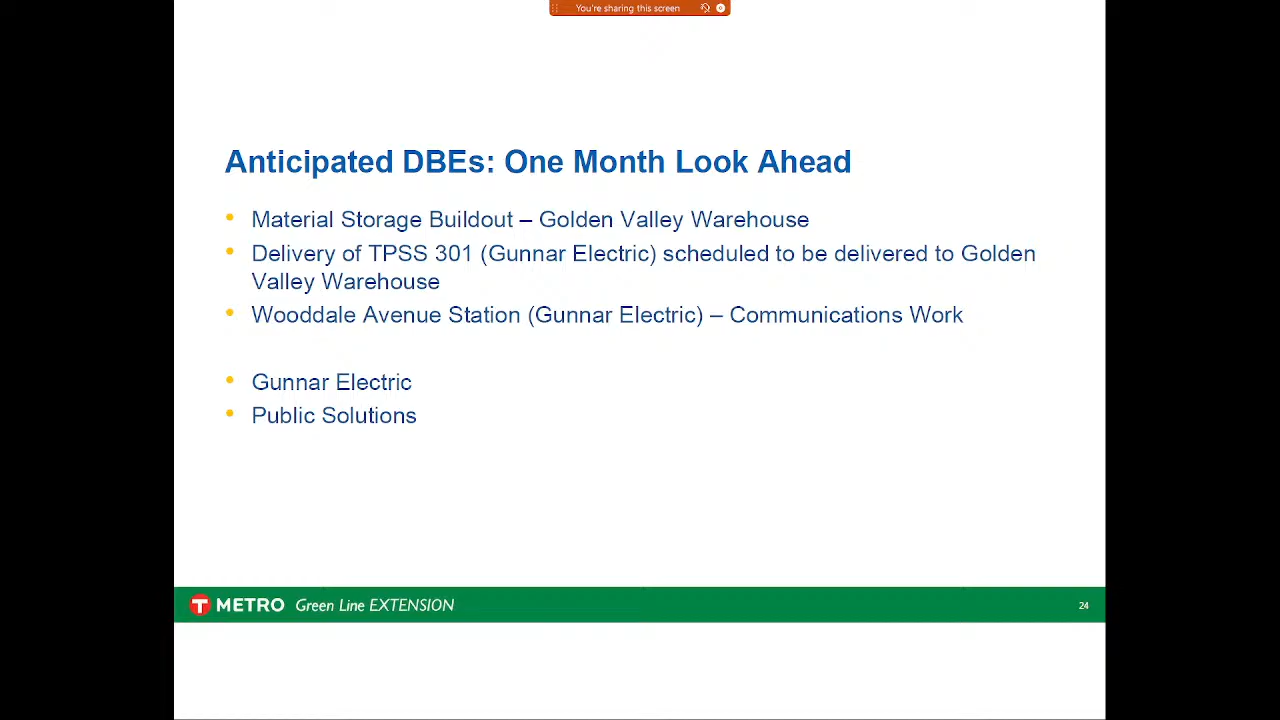 You're sharing this screen
Anticipated DBEs: One Month Look Ahead
• Material Storage Buildout – Golden Valley Warehouse
• Delivery of TPSS 301 (Gunnar Electric) scheduled to be delivered to Golden
Valley Warehouse
• Wooddale Avenue Station (Gunnar Electric) – Communications Work
• Gunnar Electric
• Public Solutions
T METRO Green Line EXTENSION
24